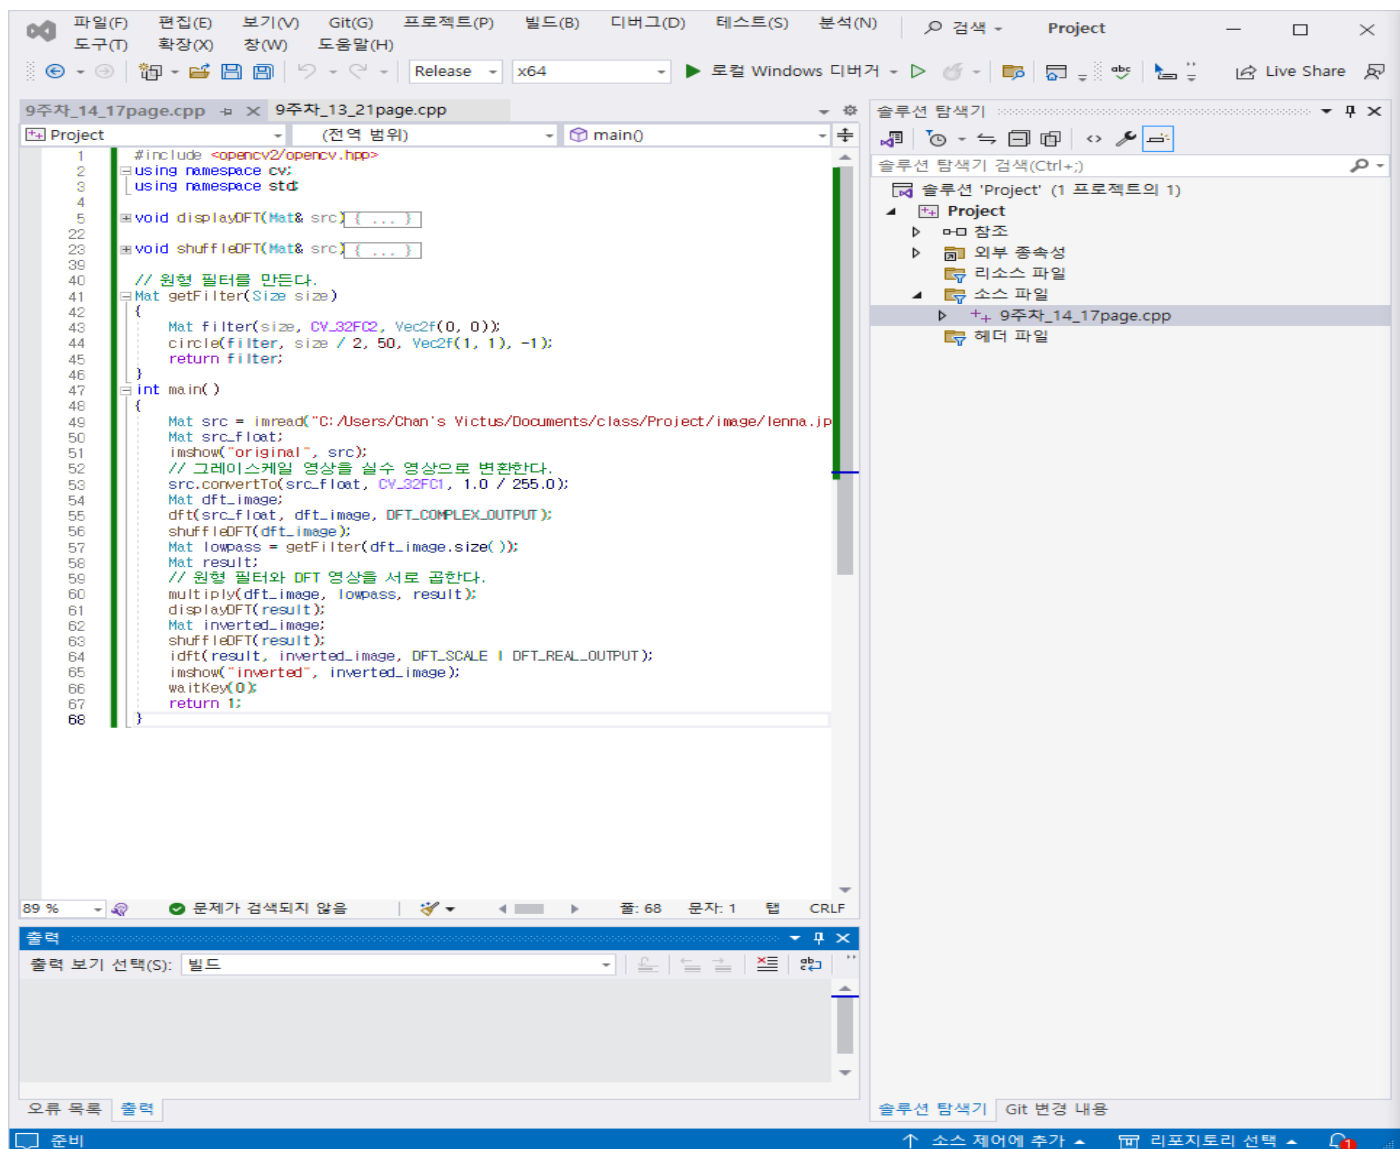 파일(F) 편집(E) 보기(V) Git(G) 프로젝트(P) 빌드(B) 디버그(D) 테스트(S) 분석(N) 검색 Project
도구(T) 확장(X) 창(W) 도움말(H)
Release x64 로컬 Windows 디버거 Live Share
9주차_14_17page.cpp 9주차_13_21page.cpp
Project (전역 범위) main()
1 #include <opencv2/opencv.hpp>
2 using namespace cv;
3 using namespace std;
4
5 void displayDFT(Mat& src) { ... }
22
23 void shuffleDFT(Mat& src) { ... }
39
40 // 원형 필터를 만든다.
41 Mat getFilter(Size size)
42 {
43 Mat filter(size, CV_32FC2, Vec2f(0, 0));
44 circle(filter, size / 2, 50, Vec2f(1, 1), -1);
45 return filter;
46 }
47 int main()
48 {
49 Mat src = imread("C:/Users/Chan's Victus/Documents/class/Project/image/lenna.jp
50 Mat src_float;
51 imshow("original", src);
52 // 그레이스케일 영상을 실수 영상으로 변환한다.
53 src.convertTo(src_float, CV_32FC1, 1.0 / 255.0);
54 Mat dft_image;
55 dft(src_float, dft_image, DFT_COMPLEX_OUTPUT);
56 shuffleDFT(dft_image);
57 Mat lowpass = getFilter(dft_image.size());
58 Mat result;
59 // 원형 필터와 DFT 영상을 서로 곱한다.
60 multiply(dft_image, lowpass, result);
61 displayDFT(result);
62 Mat inverted_image;
63 shuffleDFT(result);
64 idft(result, inverted_image, DFT_SCALE | DFT_REAL_OUTPUT);
65 imshow("inverted", inverted_image);
66 waitKey(0);
67 return 1;
68 }
89 % 문제가 검색되지 않음 줄: 68 문자: 1 탭 CRLF
출력
출력 보기 선택(S): 빌드
오류 목록 출력
솔루션 탐색기
솔루션 탐색기 검색(Ctrl+;)
솔루션 'Project' (1 프로젝트의 1)
Project
참조
외부 종속성
리소스 파일
소스 파일
9주차_14_17page.cpp
헤더 파일
솔루션 탐색기 Git 변경 내용
준비 소스 제어에 추가 리포지토리 선택 1